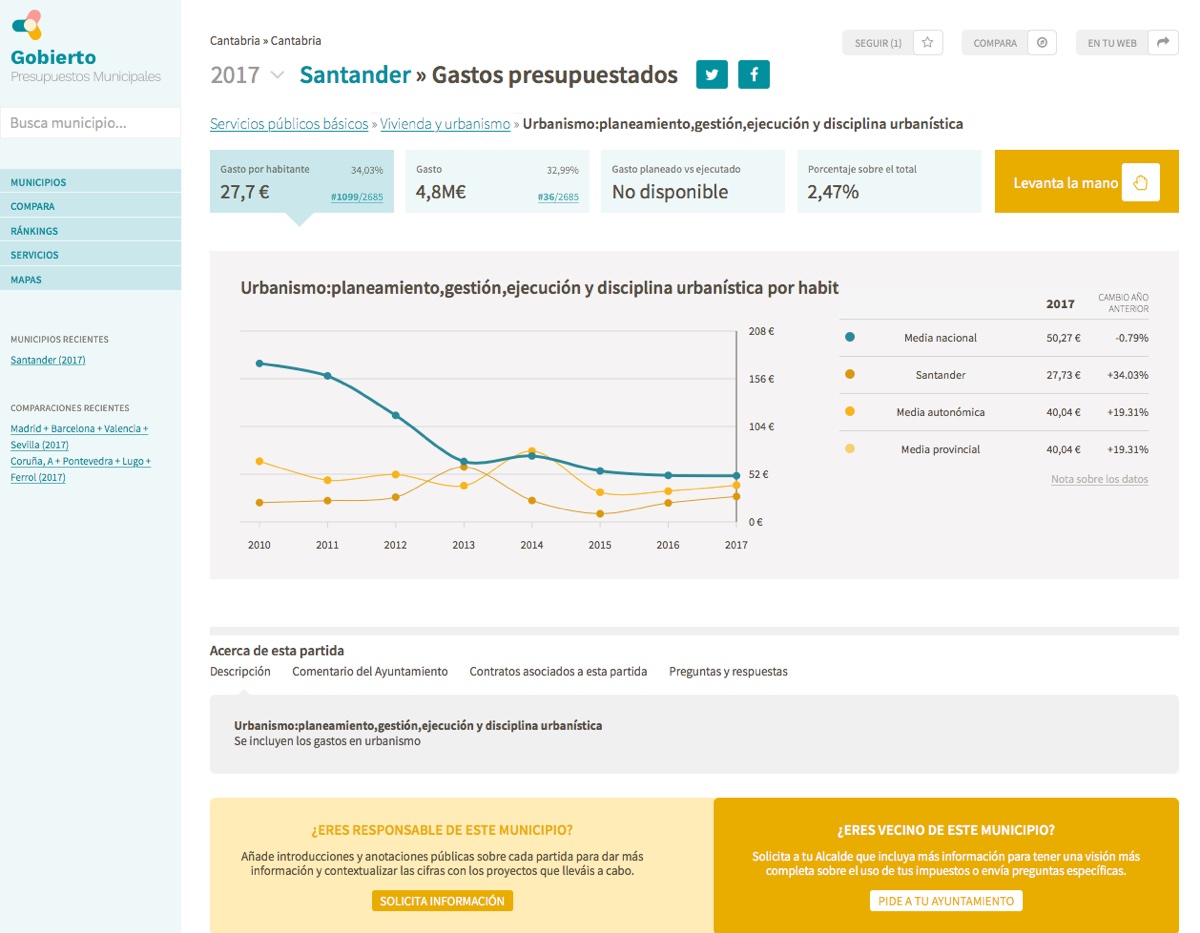 Gobierto
Presupuestos Municipales
Busca municipio...
MUNICIPIOS
COMPARA
RÁNKINGS
SERVICIOS
MAPAS
MUNICIPIOS RECIENTES
Santander (2017)
COMPARACIONES RECIENTES
Madrid + Barcelona + Valencia +
Sevilla (2017)
Coruña, A + Pontevedra + Lugo +
Ferrol (2017)
Cantabria » Cantabria
SEGUIR (1)
COMPARA
EN TU WEB
2017 Santander » Gastos presupuestados
Servicios públicos básicos » Vivienda y urbanismo » Urbanismo:planeamiento,gestión,ejecución y disciplina urbanística
Gasto por habitante 34,03%
27,7 € #1099/2685
Gasto 32,99%
4,8M€ #36/2685
Gasto planeado vs ejecutado
No disponible
Porcentaje sobre el total
2,47%
Levanta la mano
Urbanismo:planeamiento,gestión,ejecución y disciplina urbanística por habit
208 €
156 €
104 €
52 €
0 €
2010 2011 2012 2013 2014 2015 2016 2017
2017 CAMBIO AÑO
ANTERIOR
Media nacional 50,27 € -0.79%
Santander 27,73 € +34.03%
Media autonómica 40,04 € +19.31%
Media provincial 40,04 € +19.31%
Nota sobre los datos
Acerca de esta partida
Descripción Comentario del Ayuntamiento Contratos asociados a esta partida Preguntas y respuestas
Urbanismo:planeamiento,gestión,ejecución y disciplina urbanística
Se incluyen los gastos en urbanismo
¿ERES RESPONSABLE DE ESTE MUNICIPIO?
Añade introducciones y anotaciones públicas sobre cada partida para dar más
información y contextualizar las cifras con los proyectos que lleváis a cabo.
SOLICITA INFORMACIÓN
¿ERES VECINO DE ESTE MUNICIPIO?
Solicita a tu Alcalde que incluya más información para tener una visión más
completa sobre el uso de tus impuestos o envía preguntas específicas.
PIDE A TU AYUNTAMIENTO